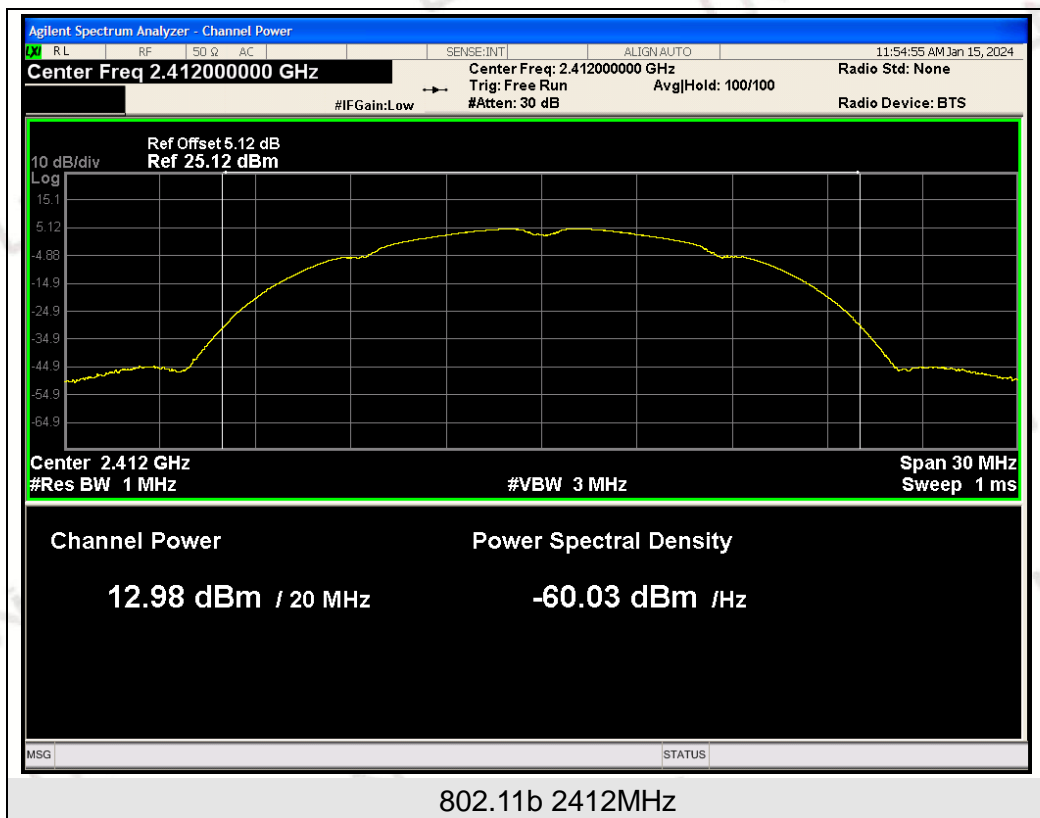 Agilent Spectrum Analyzer - Channel Power
LXI RL RF 50 Ω AC SENSE:INT ALIGN AUTO 11:54:55 AM Jan 15, 2024
Center Freq 2.412000000 GHz Center Freq: 2.412000000 GHz Radio Std: None
Trig: Free Run Avg|Hold: 100/100
#IFGain:Low #Atten: 30 dB Radio Device: BTS
Ref Offset 5.12 dB
10 dB/div Ref 25.12 dBm
Log
15.1
5.12
-4.88
-14.9
-24.9
-34.9
-44.9
-54.9
-64.9
Center 2.412 GHz Span 30 MHz
#Res BW 1 MHz #VBW 3 MHz Sweep 1 ms
Channel Power Power Spectral Density
12.98 dBm / 20 MHz -60.03 dBm /Hz
MSG STATUS
802.11b 2412MHz